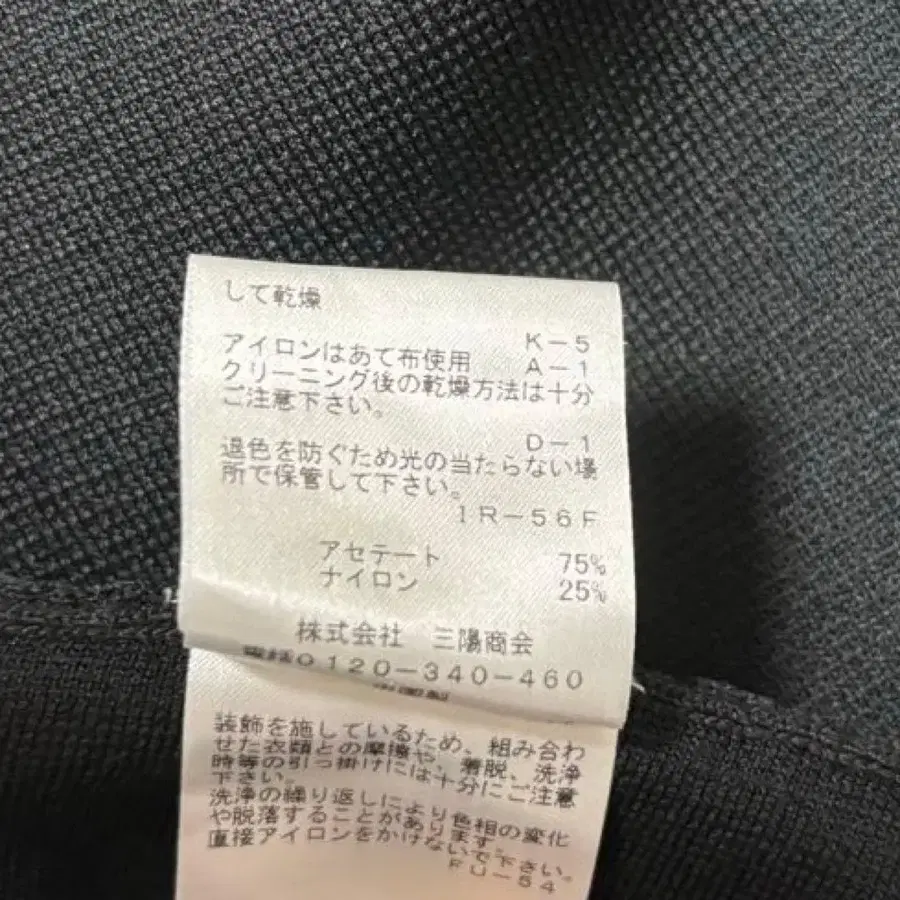 して乾燥
K-5
アイロンはあて布使用
A-1
クリーニング後の乾燥方法は十分
ご注意下さい。
D-1
退色を防ぐため光の当たらない場
所で保管して下さい。
IR-56F
アセテート 75%
ナイロン 25%
株式会社 三陽商会
電話0120-340-460
装飾を施しているため、組み合わ
せた衣類との摩擦や、着脱、洗浄
時等の引っ掛けには十分にご注意
下さい。
洗浄の繰り返しにより色相の変化
や脱落することがあります。
直接アイロンをかけないで下さい。
FU-54